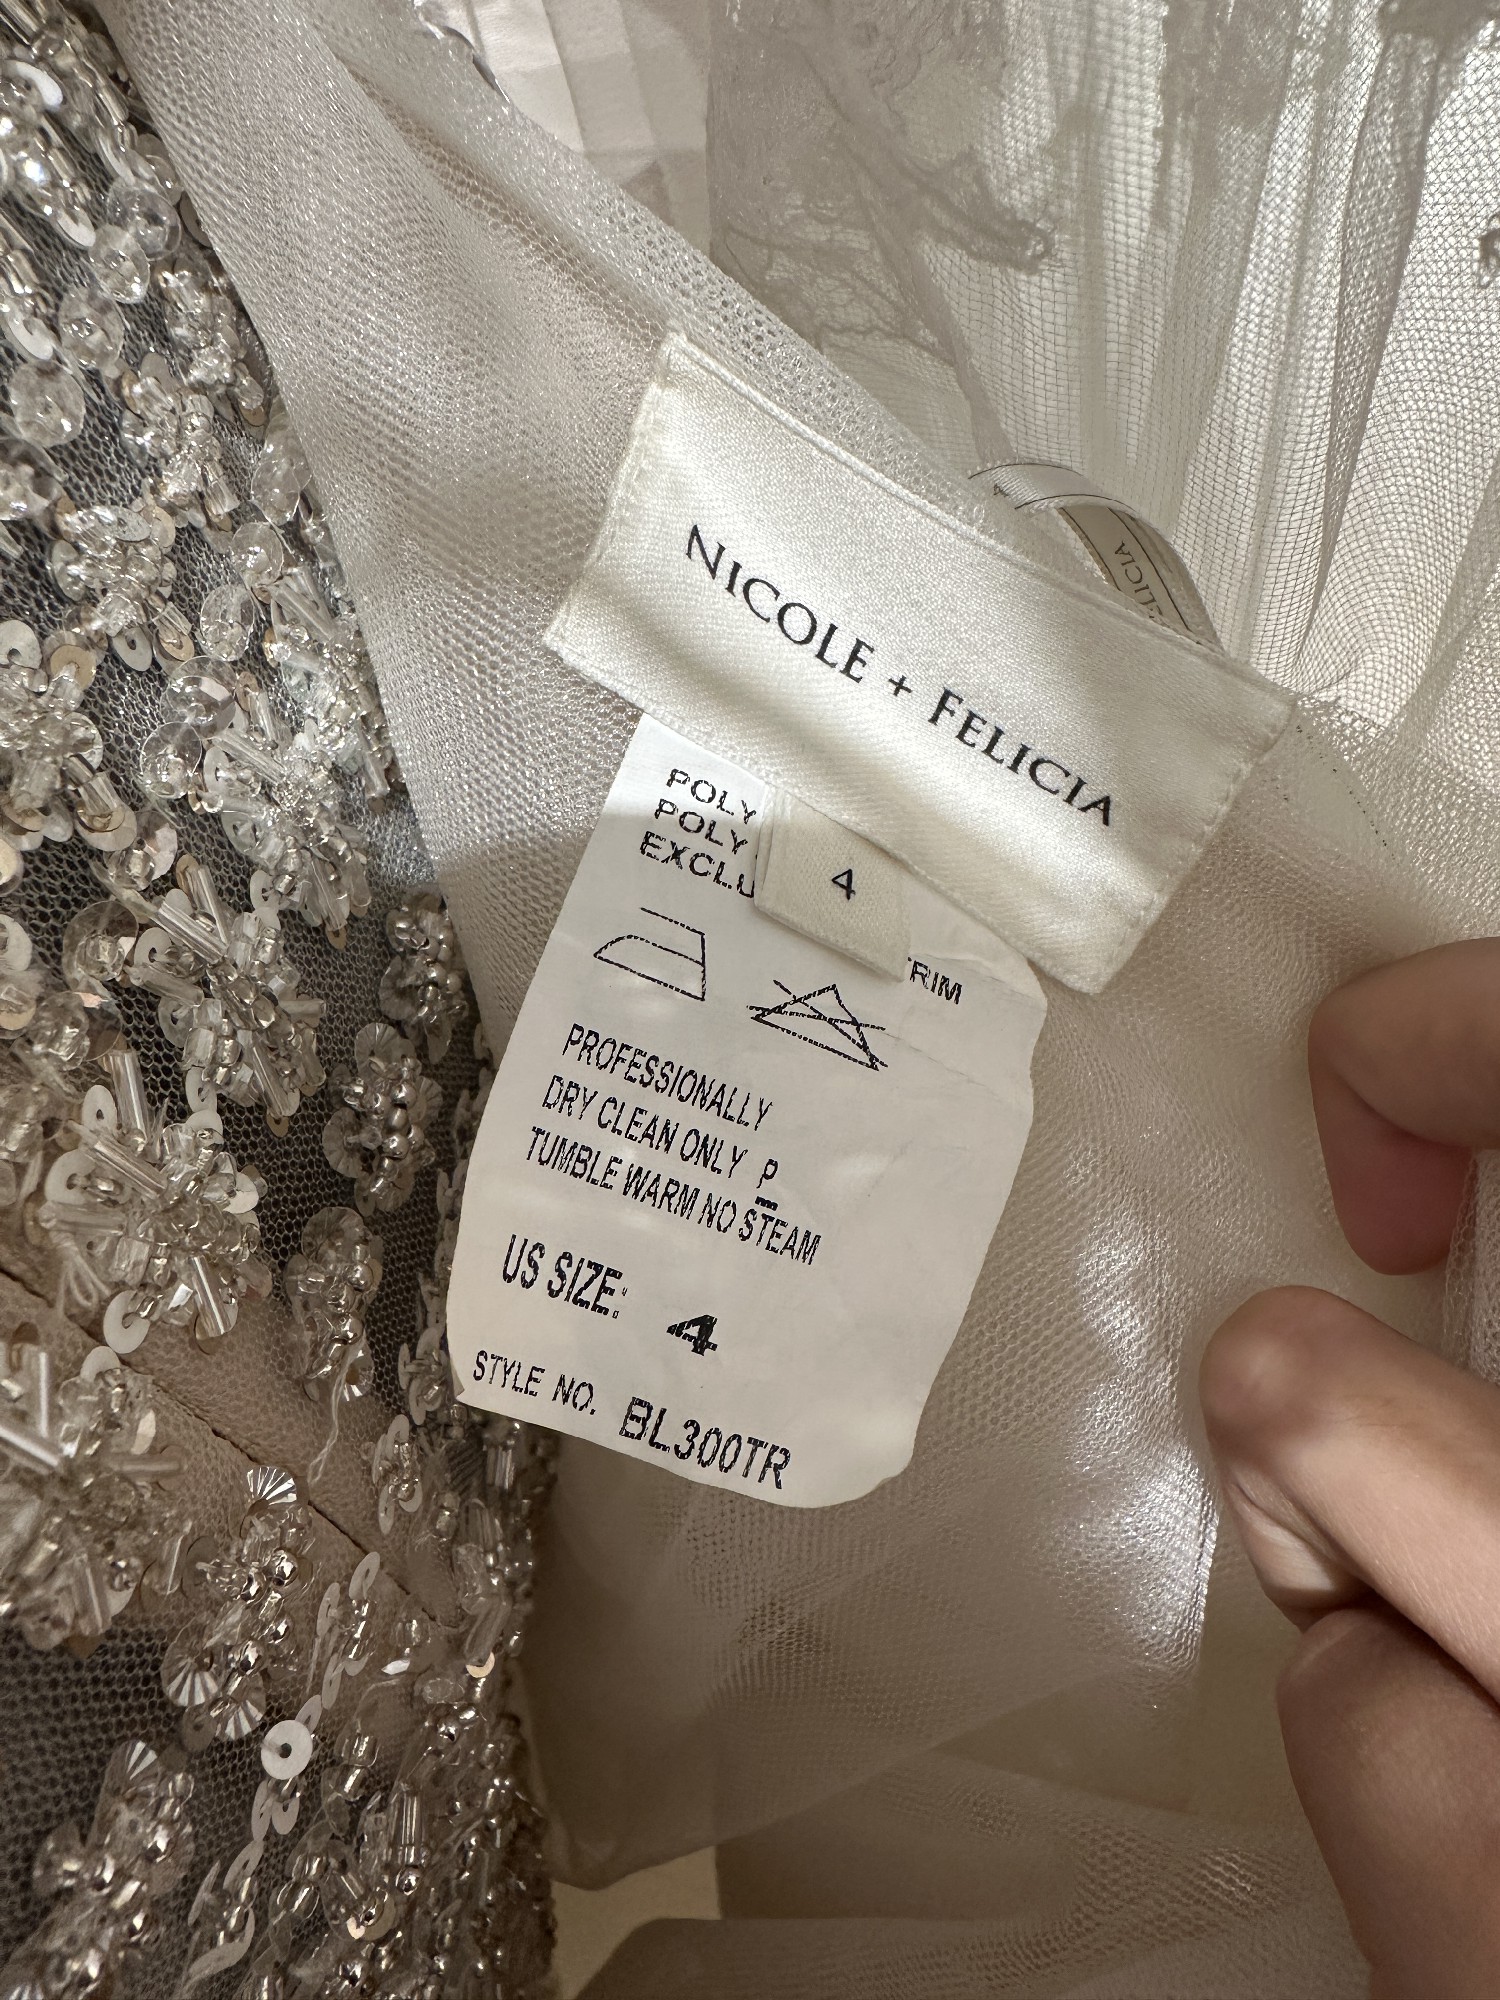 NICOLE + FELICIA
4
POLY
POLY
EXCLU
PROFESSIONALLY
DRY CLEAN ONLY P
TUMBLE WARM NO STEAM
US SIZE: 4
STYLE NO. BL300TR